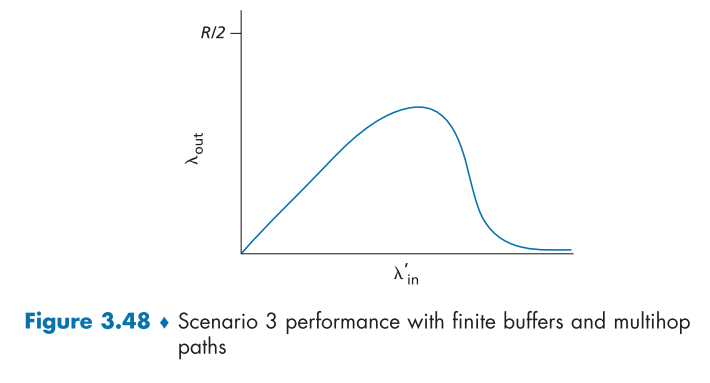 R/2
λout
λ′in
Figure 3.48 ♦ Scenario 3 performance with finite buffers and multihop
paths